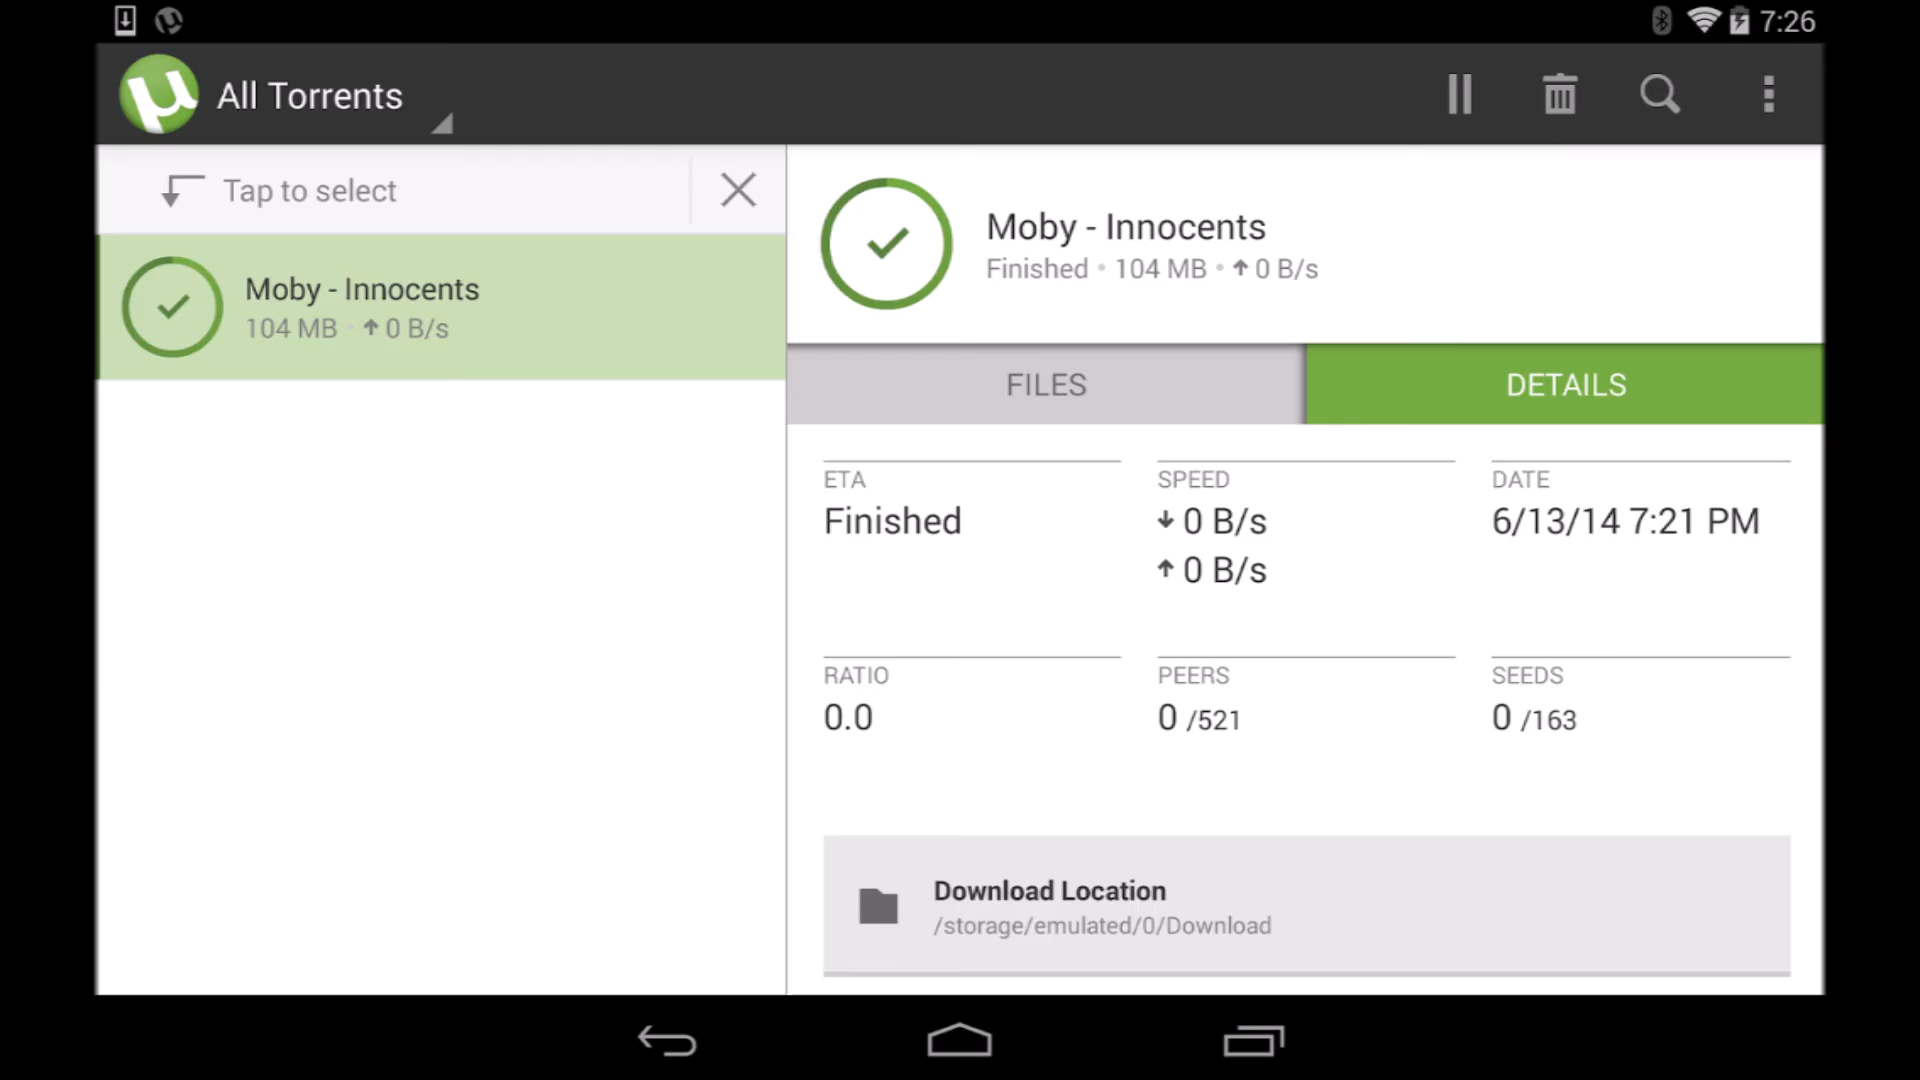 7:26
All Torrents
Tap to select
Moby - Innocents
104 MB • ↑ 0 B/s
Moby - Innocents
Finished • 104 MB • ↑ 0 B/s
FILES
DETAILS
ETA
Finished
SPEED
↓ 0 B/s
↑ 0 B/s
DATE
6/13/14 7:21 PM
RATIO
0.0
PEERS
0 /521
SEEDS
0 /163
Download Location
/storage/emulated/0/Download